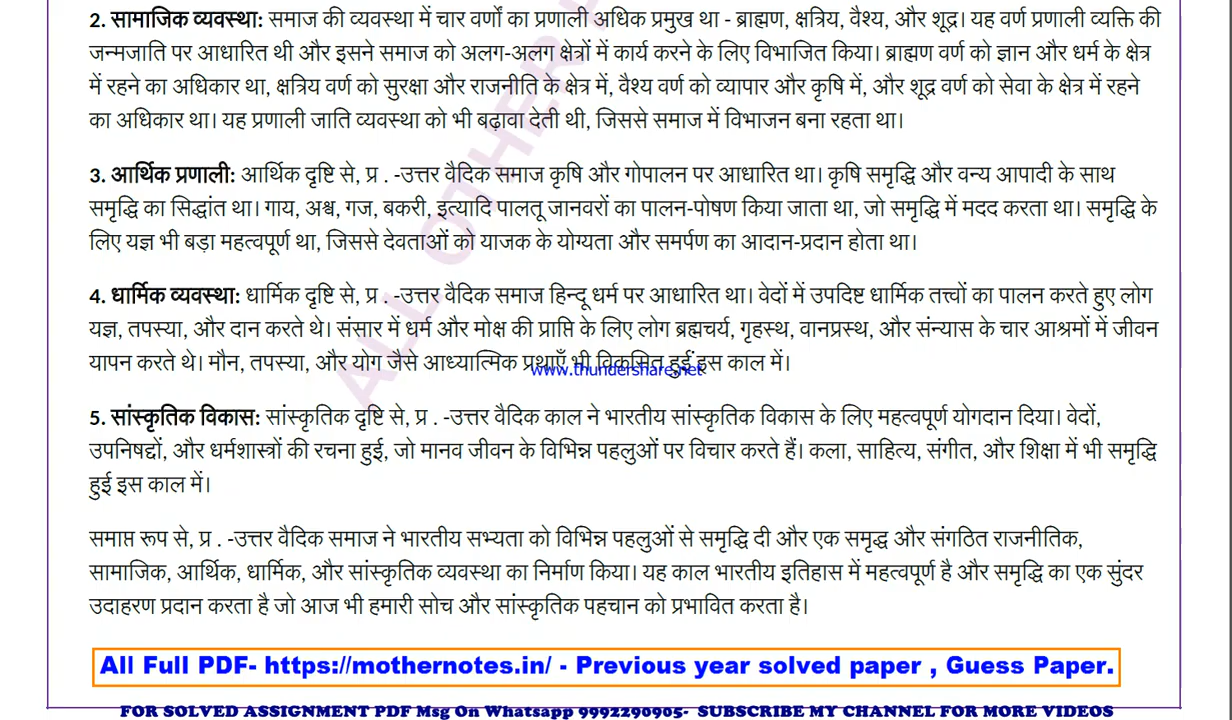 2. सामाजिक व्यवस्था: समाज की व्यवस्था में चार वर्णों का प्रणाली अधिक प्रमुख था - ब्राह्मण, क्षत्रिय, वैश्य, और शूद्र। यह वर्ण प्रणाली व्यक्ति की
जन्मजाति पर आधारित थी और इसने समाज को अलग-अलग क्षेत्रों में कार्य करने के लिए विभाजित किया। ब्राह्मण वर्ण को ज्ञान और धर्म के क्षेत्र
में रहने का अधिकार था, क्षत्रिय वर्ण को सुरक्षा और राजनीति के क्षेत्र में, वैश्य वर्ण को व्यापार और कृषि में, और शूद्र वर्ण को सेवा के क्षेत्र में रहने
का अधिकार था। यह प्रणाली जाति व्यवस्था को भी बढ़ावा देती थी, जिससे समाज में विभाजन बना रहता था।
3. आर्थिक प्रणाली: आर्थिक दृष्टि से, प्र . -उत्तर वैदिक समाज कृषि और गोपालन पर आधारित था। कृषि समृद्धि और वन्य आपादी के साथ
समृद्धि का सिद्धांत था। गाय, अश्व, गज, बकरी, इत्यादि पालतू जानवरों का पालन-पोषण किया जाता था, जो समृद्धि में मदद करता था। समृद्धि के
लिए यज्ञ भी बड़ा महत्वपूर्ण था, जिससे देवताओं को याजक के योग्यता और समर्पण का आदान-प्रदान होता था।
4. धार्मिक व्यवस्था: धार्मिक दृष्टि से, प्र . -उत्तर वैदिक समाज हिन्दू धर्म पर आधारित था। वेदों में उपदिष्ट धार्मिक तत्त्वों का पालन करते हुए लोग
यज्ञ, तपस्या, और दान करते थे। संसार में धर्म और मोक्ष की प्राप्ति के लिए लोग ब्रह्मचर्य, गृहस्थ, वानप्रस्थ, और संन्यास के चार आश्रमों में जीवन
यापन करते थे। मौन, तपस्या, और योग जैसे आध्यात्मिक प्रथाएँ भी विकसित हुईं इस काल में।
www.thundershare.net
5. सांस्कृतिक विकास: सांस्कृतिक दृष्टि से, प्र . -उत्तर वैदिक काल ने भारतीय सांस्कृतिक विकास के लिए महत्वपूर्ण योगदान दिया। वेदों,
उपनिषद्दों, और धर्मशास्त्रों की रचना हुई, जो मानव जीवन के विभिन्न पहलुओं पर विचार करते हैं। कला, साहित्य, संगीत, और शिक्षा में भी समृद्धि
हुई इस काल में।
समाप्त रूप से, प्र . -उत्तर वैदिक समाज ने भारतीय सभ्यता को विभिन्न पहलुओं से समृद्धि दी और एक समृद्ध और संगठित राजनीतिक,
सामाजिक, आर्थिक, धार्मिक, और सांस्कृतिक व्यवस्था का निर्माण किया। यह काल भारतीय इतिहास में महत्वपूर्ण है और समृद्धि का एक सुंदर
उदाहरण प्रदान करता है जो आज भी हमारी सोच और सांस्कृतिक पहचान को प्रभावित करता है।
ALL OTHER
All Full PDF- https://mothernotes.in/ - Previous year solved paper , Guess Paper.
FOR SOLVED ASSIGNMENT PDF Msg On Whatsapp 9992290905- SUBSCRIBE MY CHANNEL FOR MORE VIDEOS